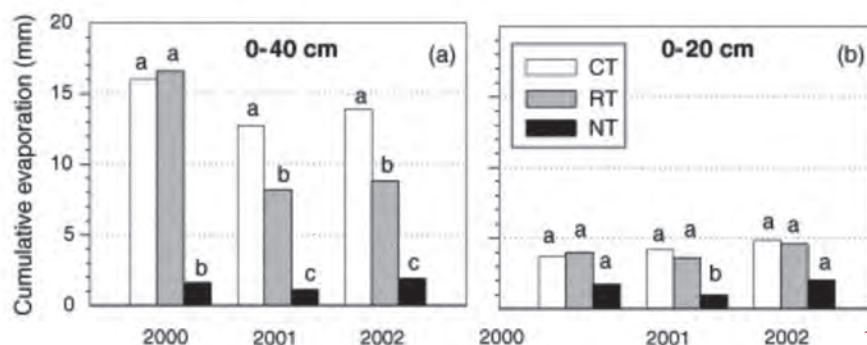 Cumulative evaporation (mm)
20
15
10
5
0
0-40 cm
(a)
a a b
a b c
a b c
2000 2001 2002
0-20 cm
(b)
CT
RT
NT
a a a
a a b
a a a
2000 2001 2002